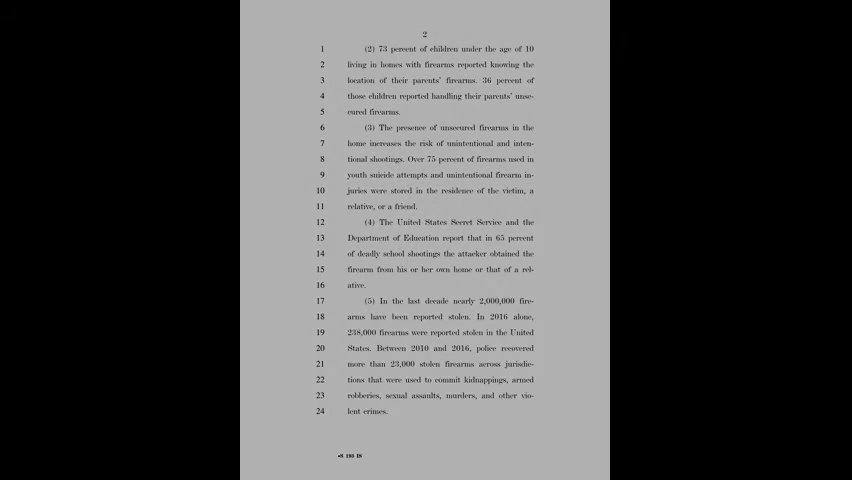 2
1 (2) 73 percent of children under the age of 10
2 living in homes with firearms reported knowing the
3 location of their parents' firearms. 36 percent of
4 those children reported handling their parents' unse-
5 cured firearms.
6 (3) The presence of unsecured firearms in the
7 home increases the risk of unintentional and inten-
8 tional shootings. Over 75 percent of firearms used in
9 youth suicide attempts and unintentional firearm in-
10 juries were stored in the residence of the victim, a
11 relative, or a friend.
12 (4) The United States Secret Service and the
13 Department of Education report that in 65 percent
14 of deadly school shootings the attacker obtained the
15 firearm from his or her own home or that of a rel-
16 ative.
17 (5) In the last decade nearly 2,000,000 fire-
18 arms have been reported stolen. In 2016 alone,
19 238,000 firearms were reported stolen in the United
20 States. Between 2010 and 2016, police recovered
21 more than 23,000 stolen firearms across jurisdic-
22 tions that were used to commit kidnappings, armed
23 robberies, sexual assaults, murders, and other vio-
24 lent crimes.
•S 193 IS